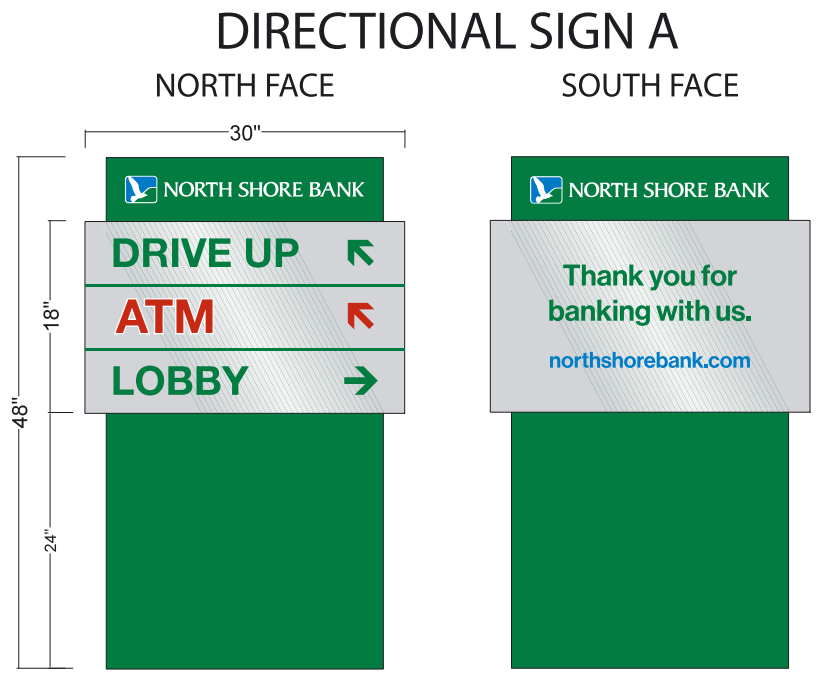 DIRECTIONAL SIGN A
NORTH FACE
SOUTH FACE
30"
48"
18"
24"
NORTH SHORE BANK
DRIVE UP
ATM
LOBBY
NORTH SHORE BANK
Thank you for
banking with us.
northshorebank.com